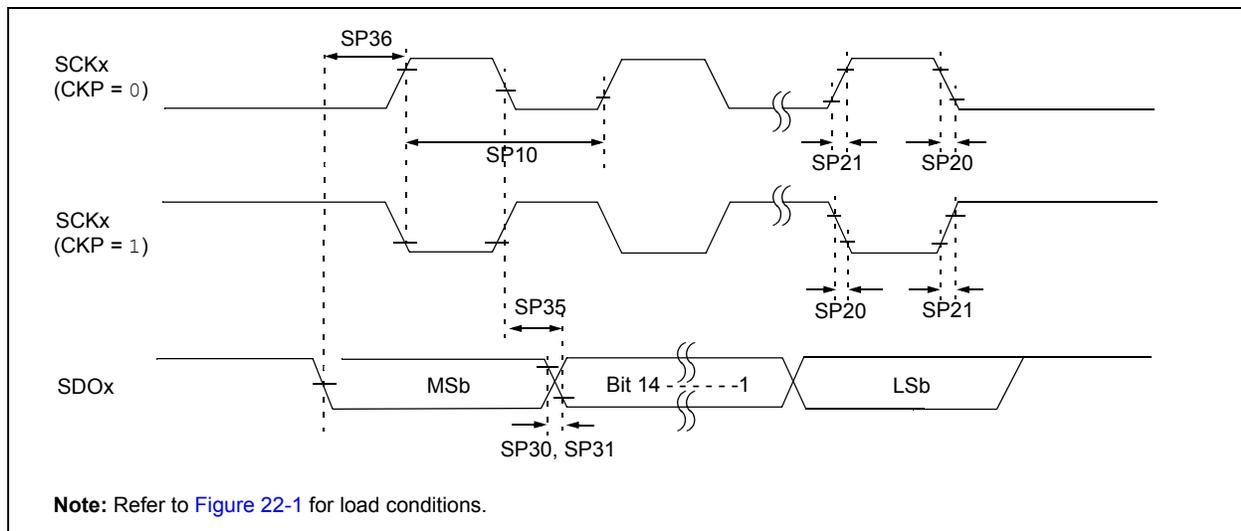 SP36
SCKx
(CKP = 0)
SP10
SP21
SP20
SCKx
(CKP = 1)
SP35
SP20
SP21
SDOx
MSb
Bit 14 - - - - - -1
LSb
SP30, SP31
Note: Refer to Figure 22-1 for load conditions.